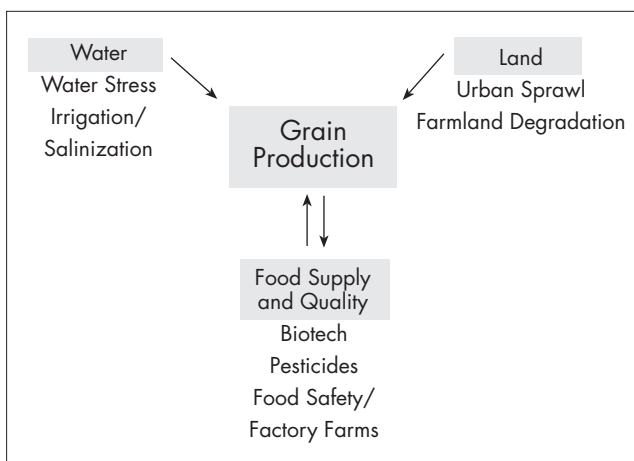 Water
Water Stress
Irrigation/
Salinization
Land
Urban Sprawl
Farmland Degradation
Grain
Production
Food Supply
and Quality
Biotech
Pesticides
Food Safety/
Factory Farms